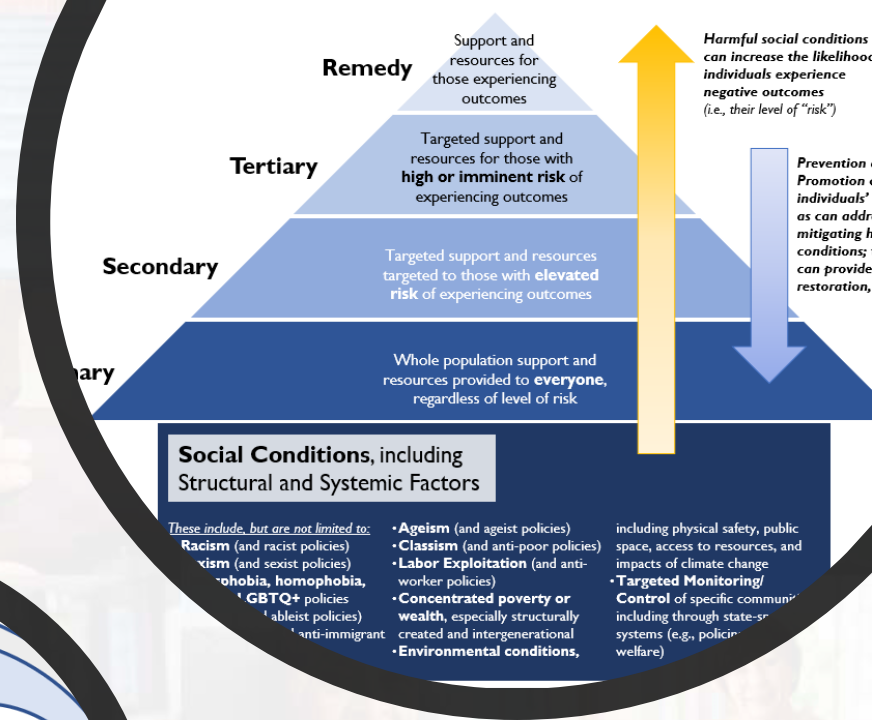 Remedy
Support and
resources for
those experiencing
outcomes
Harmful social conditions
can increase the
individuals experience
negative outcomes
(i.e., their level of “risk”)
Tertiary
Targeted support and
resources for those with
high or imminent risk of
experiencing outcomes
Prevention
Promotion
individuals’
as can
mitigating
conditions;
can provide
restoration,
Secondary
Targeted support and resources
targeted to those with elevated
risk of experiencing outcomes
Whole population support and
resources provided to everyone,
regardless of level of risk
Social Conditions, including
Structural and Systemic Factors
These include, but are not limited to:
Racism (and racist policies)
(and sexist policies)
homophobia,
LGBTQ+ policies
ableist policies)
anti-immigrant
• Ageism (and ageist policies)
• Classism (and anti-poor policies)
• Labor Exploitation (and anti-
worker policies)
• Concentrated poverty or
wealth, especially structurally
created and intergenerational
• Environmental conditions,
including physical safety, public
space, access to resources, and
impacts of climate change
• Targeted Monitoring/
Control of specific
including through
systems (e.g.,
welfare)